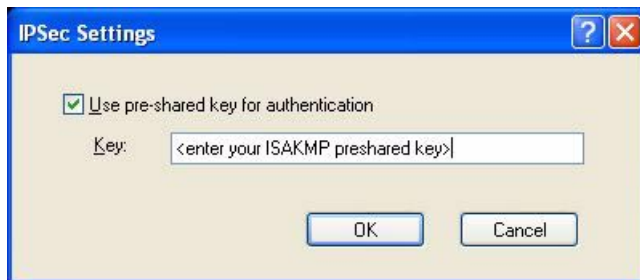 IPSec Settings
Use pre-shared key for authentication
Key: <enter your ISAKMP preshared key>
OK Cancel